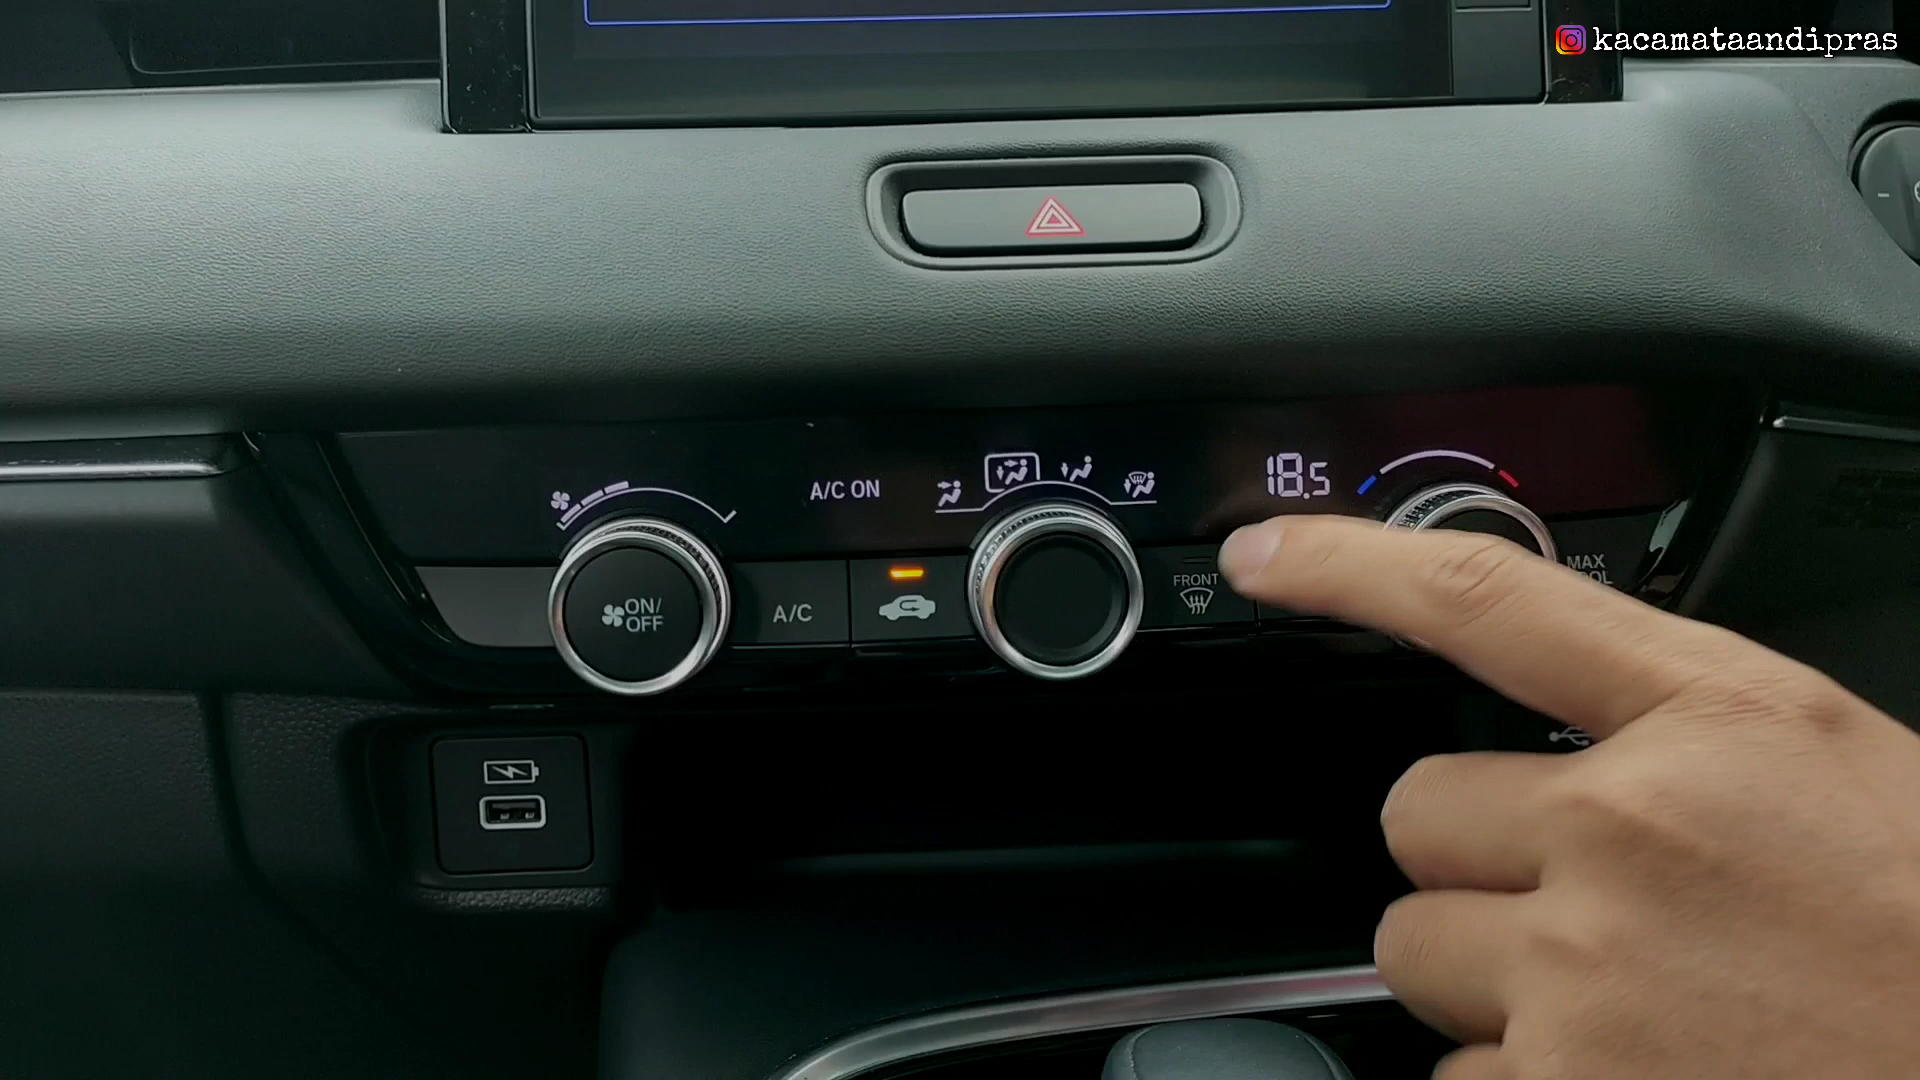 kacamataandipras
A/C ON
18.5
ON/
OFF
A/C
FRONT
MAX